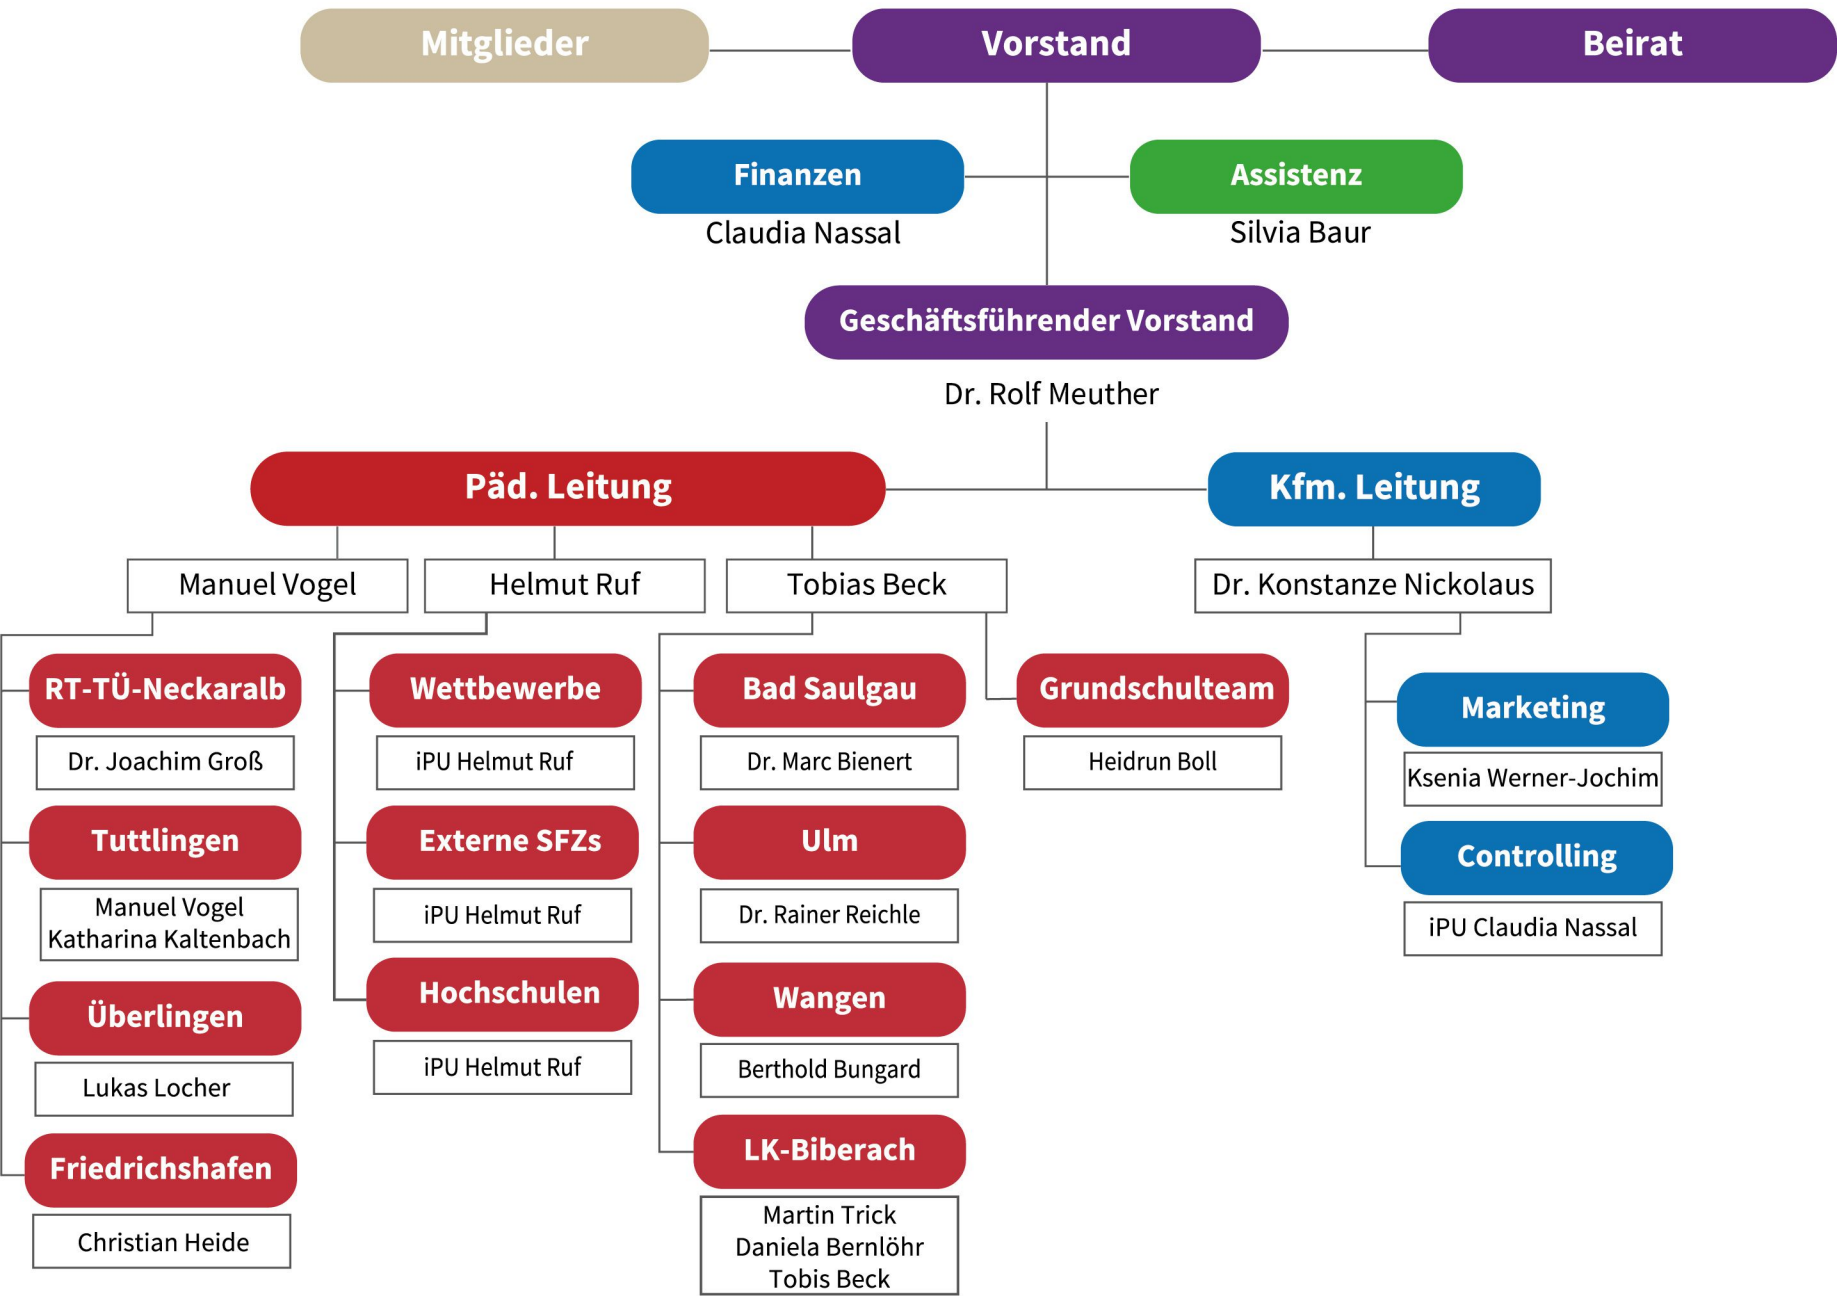 Mitglieder
Vorstand
Beirat
Finanzen
Claudia Nassal
Assistenz
Silvia Baur
Geschäftsführender Vorstand
Dr. Rolf Meuther
Päd. Leitung
Kfm. Leitung
Manuel Vogel
Helmut Ruf
Tobias Beck
Dr. Konstanze Nickolaus
RT-TÜ-Neckaralb
Dr. Joachim Groß
Tuttlingen
Manuel Vogel
Katharina Kaltenbach
Überlingen
Lukas Locher
Friedrichshafen
Christian Heide
Wettbewerbe
iPU Helmut Ruf
Externe SFZs
iPU Helmut Ruf
Hochschulen
iPU Helmut Ruf
Bad Saulgau
Dr. Marc Bienert
Ulm
Dr. Rainer Reichle
Wangen
Berthold Bungard
LK-Biberach
Martin Trick
Daniela Bernlöhr
Tobis Beck
Grundschulteam
Heidrun Boll
Marketing
Ksenia Werner-Jochim
Controlling
iPU Claudia Nassal